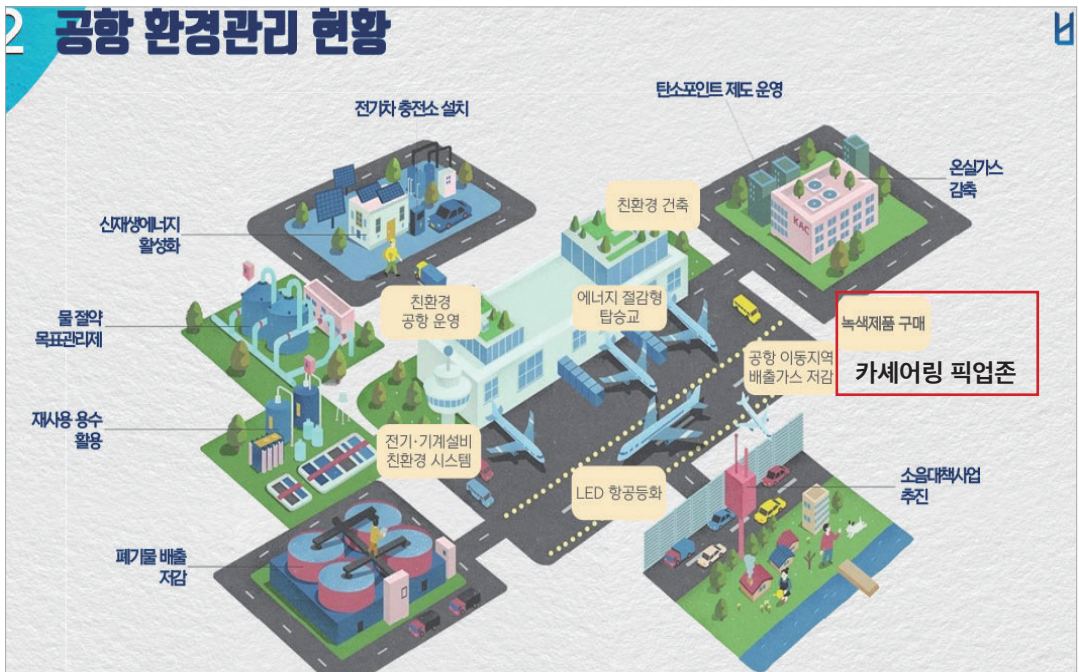 2 공항 환경관리 현황
탄소포인트 제도 운영
전기차 충전소 설치
온실가스
감축
친환경 건축
KAC
신재생에너지
활성화
친환경
공항 운영
에너지 절감형
탑승교
녹색제품 구매
물 절약
목표관리제
공항 이동지역
배출가스 저감
카셰어링 픽업존
재사용 용수
활용
전기·기계설비
친환경 시스템
LED 항공등화
소음대책사업
추진
폐기물 배출
저감